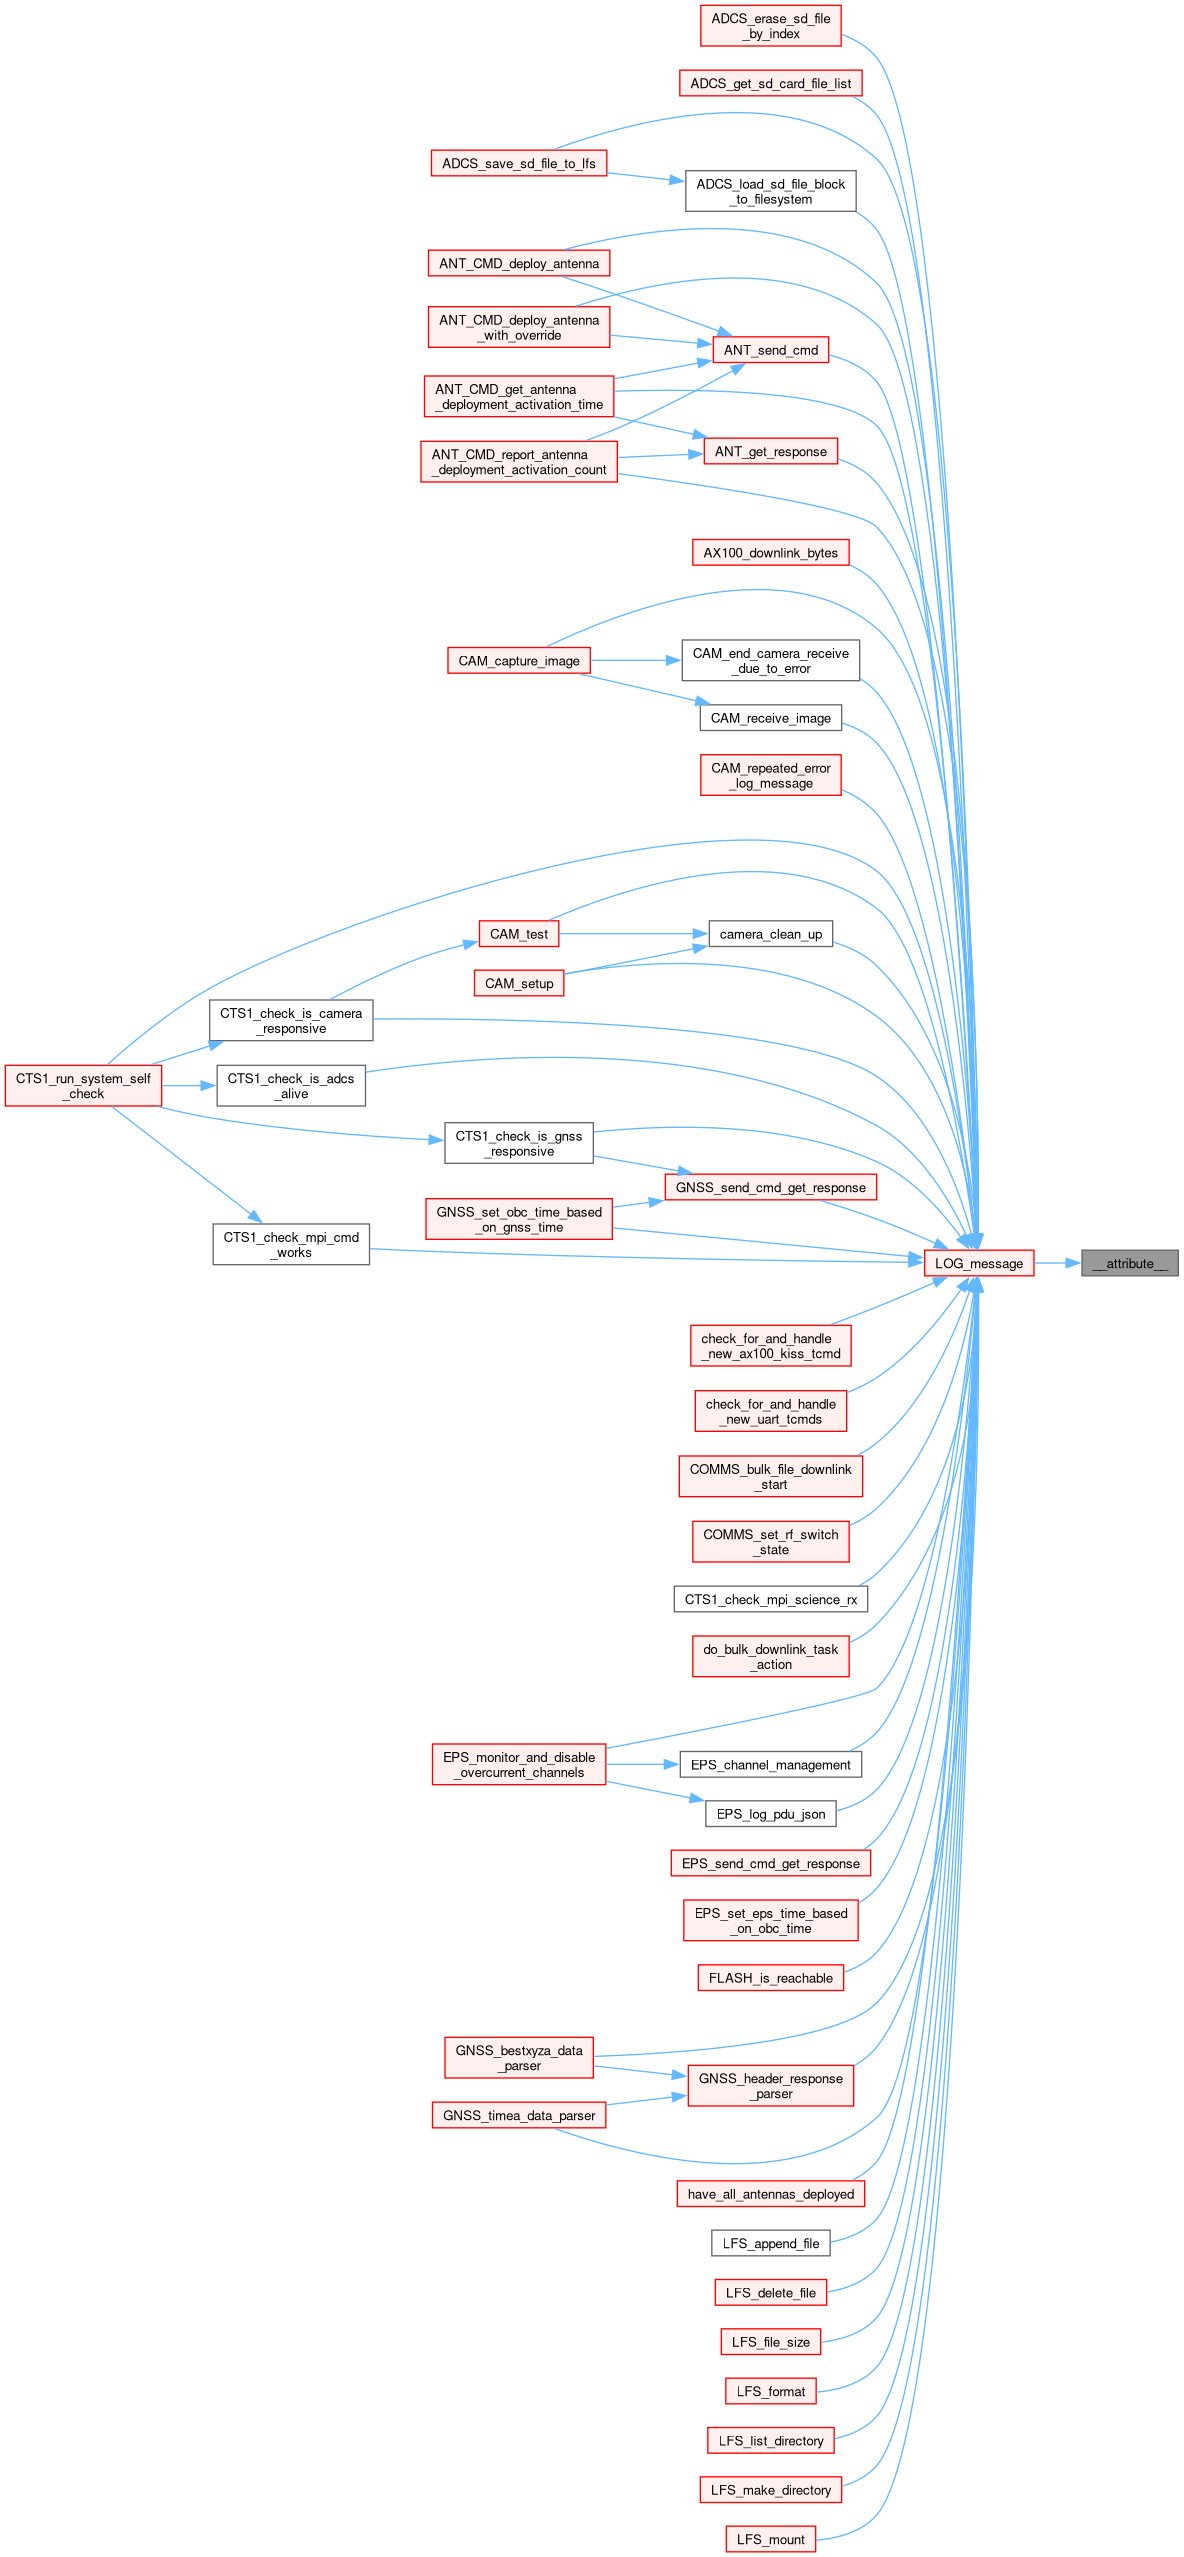 ADCS_erase_sd_file
_by_index
ADCS_get_sd_card_file_list
ADCS_save_sd_file_to_lfs
ADCS_load_sd_file_block
_to_filesystem
ANT_CMD_deploy_antenna
ANT_CMD_deploy_antenna
_with_override
ANT_send_cmd
ANT_CMD_get_antenna
_deployment_activation_time
ANT_CMD_report_antenna
_deployment_activation_count
ANT_get_response
AX100_downlink_bytes
CAM_capture_image
CAM_end_camera_receive
_due_to_error
CAM_receive_image
CAM_repeated_error
_log_message
CAM_test
camera_clean_up
CAM_setup
CTS1_check_is_camera
_responsive
CTS1_run_system_self
_check
CTS1_check_is_adcs
_alive
CTS1_check_is_gnss
_responsive
GNSS_send_cmd_get_response
GNSS_set_obc_time_based
_on_gnss_time
CTS1_check_mpi_cmd
_works
LOG_message
__attribute__
check_for_and_handle
_new_ax100_kiss_tcmd
check_for_and_handle
_new_uart_tcmds
COMMS_bulk_file_downlink
_start
COMMS_set_rf_switch
_state
CTS1_check_mpi_science_rx
do_bulk_downlink_task
_action
EPS_monitor_and_disable
_overcurrent_channels
EPS_channel_management
EPS_log_pdu_json
EPS_send_cmd_get_response
EPS_set_eps_time_based
_on_obc_time
FLASH_is_reachable
GNSS_bestxyza_data
_parser
GNSS_header_response
_parser
GNSS_timea_data_parser
have_all_antennas_deployed
LFS_append_file
LFS_delete_file
LFS_file_size
LFS_format
LFS_list_directory
LFS_make_directory
LFS_mount